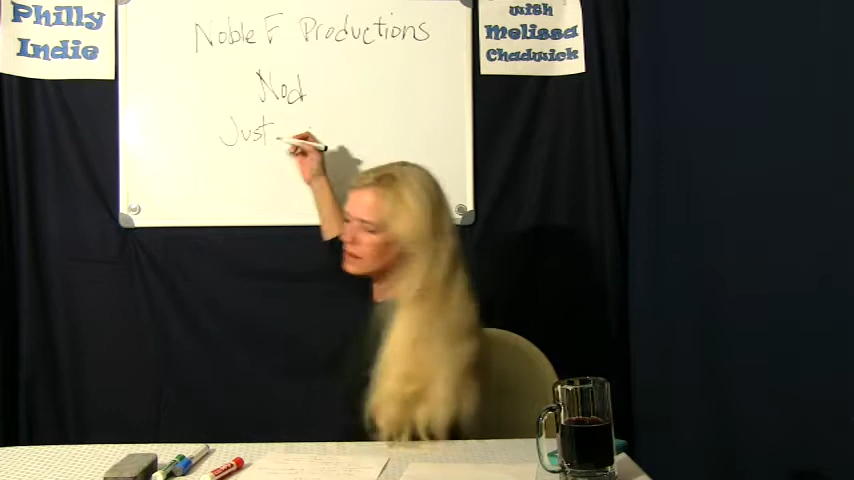 Philly
Indie
with
Melissa
Chadwick
Noble F Productions
Nod
Just